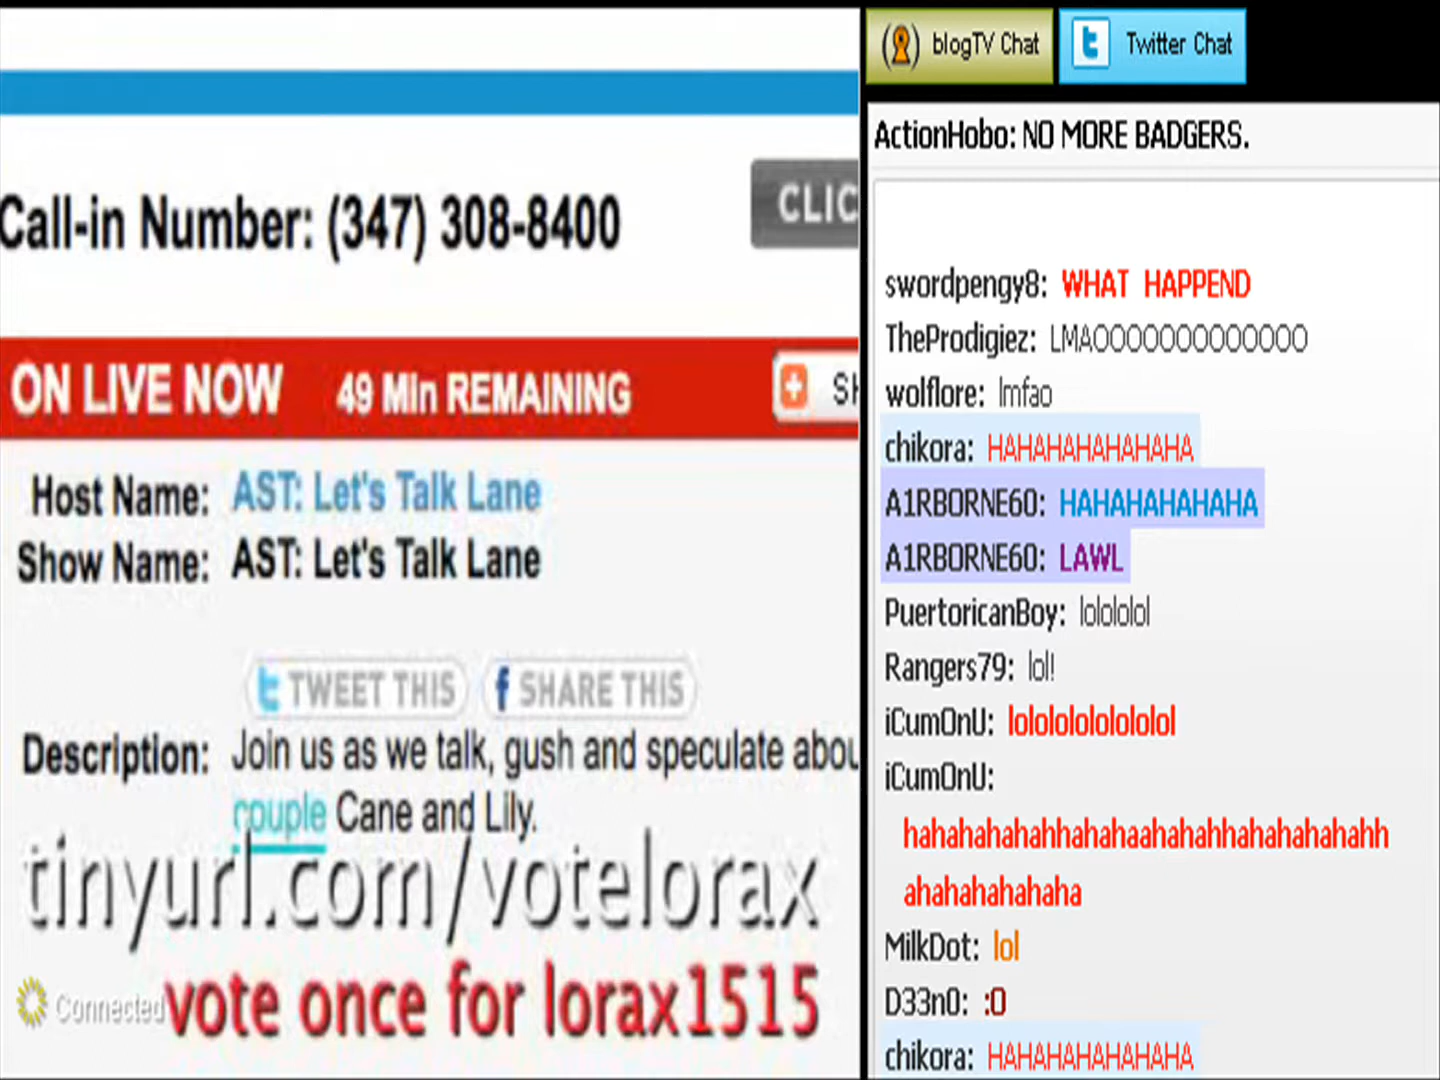 Call-in Number: (347) 308-8400
CLIC
ON LIVE NOW 49 Min REMAINING
SH
Host Name: AST: Let's Talk Lane
Show Name: AST: Let's Talk Lane
TWEET THIS SHARE THIS
Description: Join us as we talk, gush and speculate abou
couple Cane and Lily.
tinyurl.com/votelorax
Connected
vote once for lorax1515
blogTV Chat
Twitter Chat
ActionHobo: NO MORE BADGERS.
swordpengy8: WHAT HAPPEND
TheProdigiez: LMAOOOOOOOOOOOOO
wolflore: lmfao
chikora: HAHAHAHAHAHAHA
A1RBORNE60: HAHAHAHAHAHA
A1RBORNE60: LAWL
PuertoricanBoy: lolololol
Rangers79: lol!
iCumOnU: lololololololololol
iCumOnU:
hahahahahahhahahaahahahhahahahahahh
ahahahahahaha
MilkDot: lol
D33n0: :O
chikora: HAHAHAHAHAHAHA